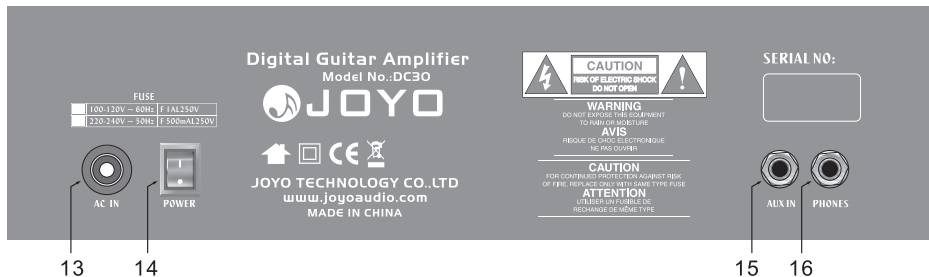 FUSE
100-120V ~ 60Hz F 1AL250V
220-240V ~ 50Hz F 500mAL250V
AC IN
POWER
13
14
Digital Guitar Amplifier
Model No.:DC30
JOYO
CE
JOYO TECHNOLOGY CO.,LTD
www.joyoaudio.com
MADE IN CHINA
CAUTION
RISK OF ELECTRIC SHOCK
DO NOT OPEN
WARNING
DO NOT EXPOSE THIS EQUIPMENT
TO RAIN OR MOISTURE
AVIS
RISQUE DE CHOC ELECTRONIQUE
NE PAS OUVRIR
CAUTION
FOR CONTINUED PROTECTION AGAINST RISK
OF FIRE, REPLACE ONLY WITH SAME TYPE FUSE
ATTENTION
UTILISER UN FUSIBLE DE
RECHANGE DE MÊME TYPE
SERIAL NO:
AUX IN
PHONES
15
16